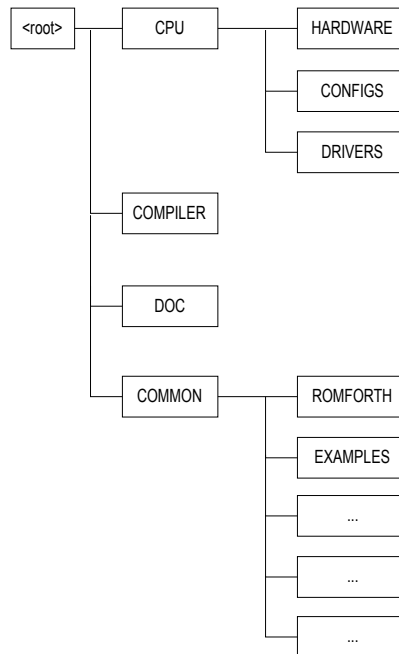 <root>
CPU
HARDWARE
CONFIGS
DRIVERS
COMPILER
DOC
COMMON
ROMFORTH
EXAMPLES
...
...
...